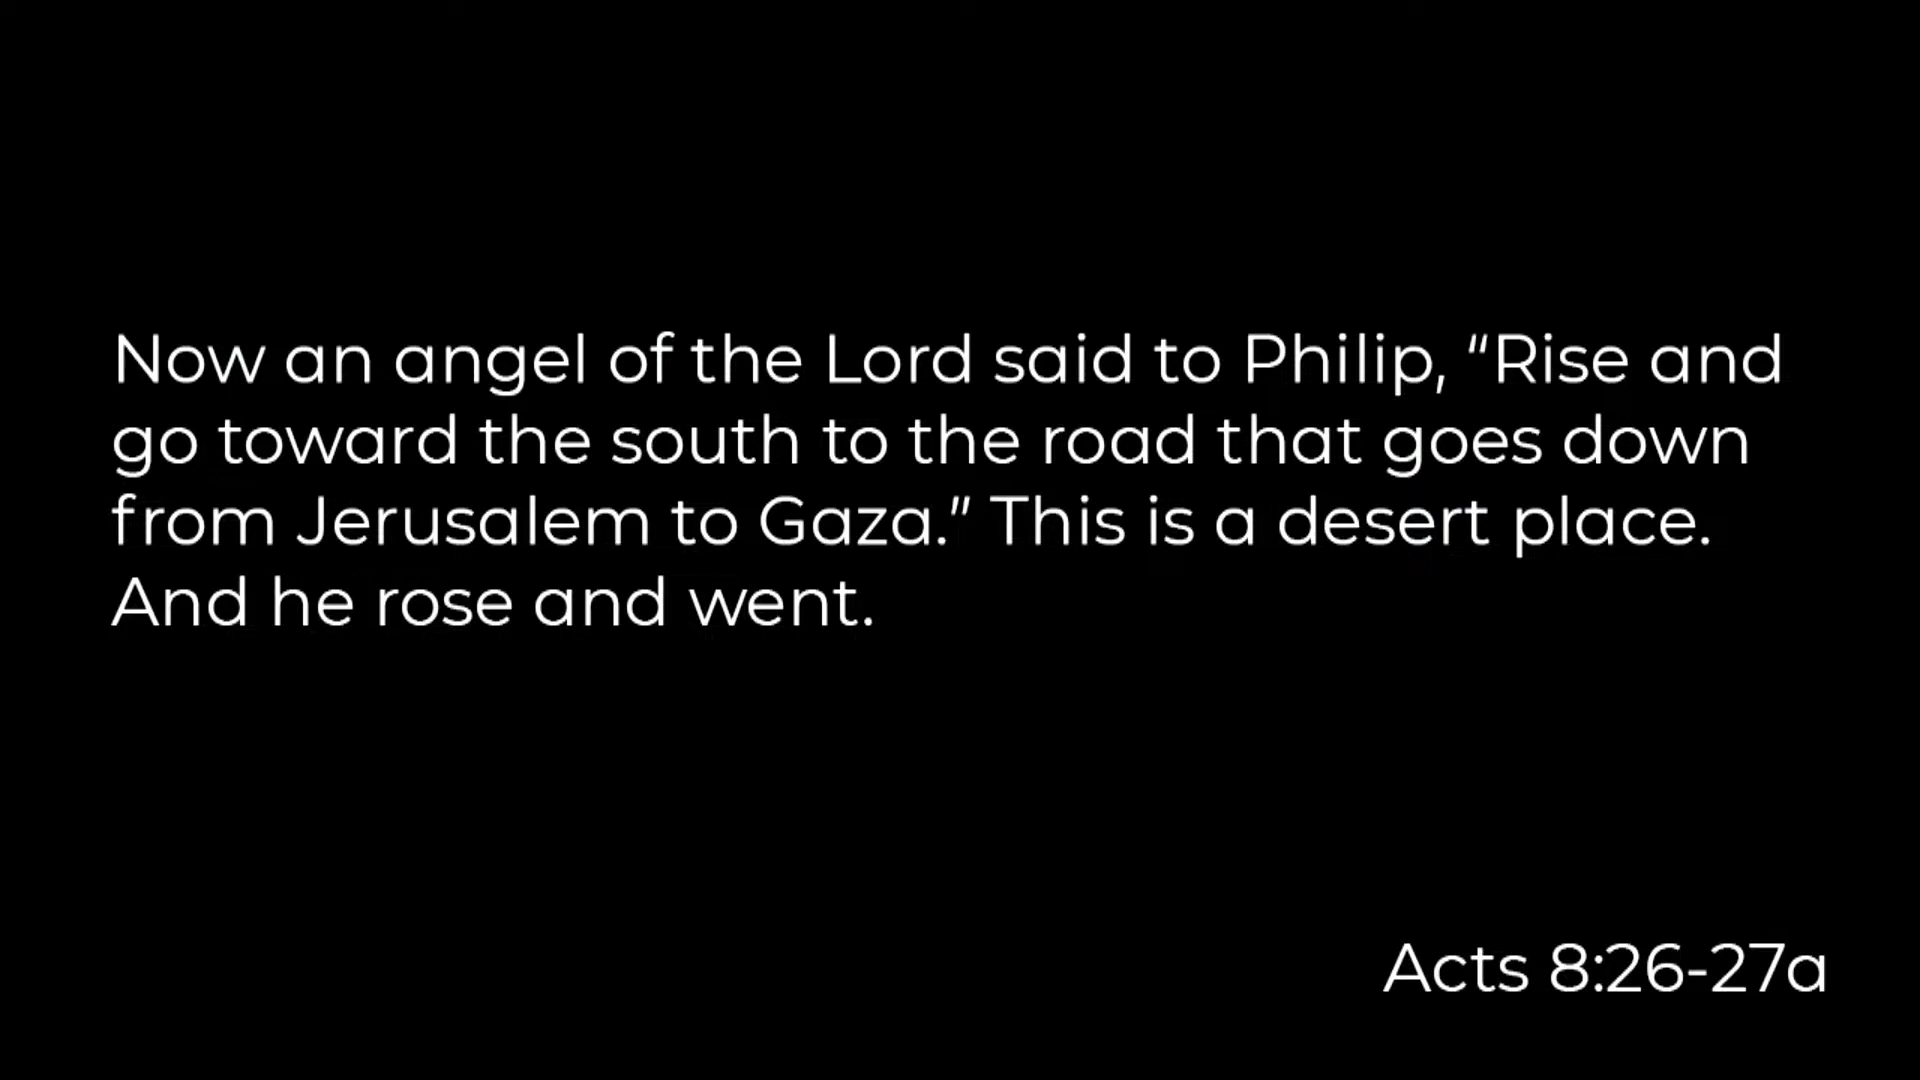 Now an angel of the Lord said to Philip, “Rise and
go toward the south to the road that goes down
from Jerusalem to Gaza.” This is a desert place.
And he rose and went.
Acts 8:26-27a